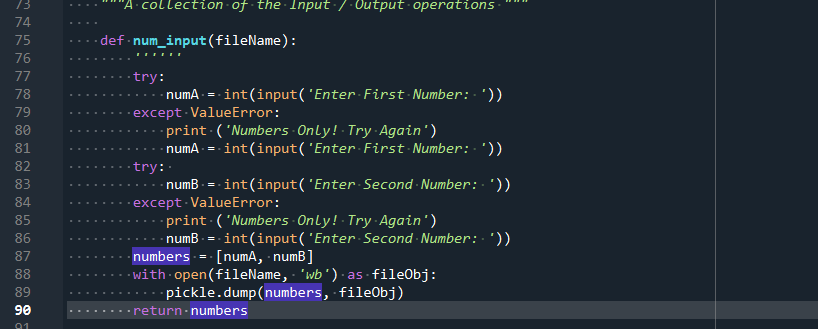 73 """A collection of the Input / Output operations """
74
75 def num_input(fileName):
76 ''''''
77 try:
78 numA = int(input('Enter First Number: '))
79 except ValueError:
80 print ('Numbers Only! Try Again')
81 numA = int(input('Enter First Number: '))
82 try:
83 numB = int(input('Enter Second Number: '))
84 except ValueError:
85 print ('Numbers Only! Try Again')
86 numB = int(input('Enter Second Number: '))
87 numbers = [numA, numB]
88 with open(fileName, 'wb') as fileObj:
89 pickle.dump(numbers, fileObj)
90 return numbers
91